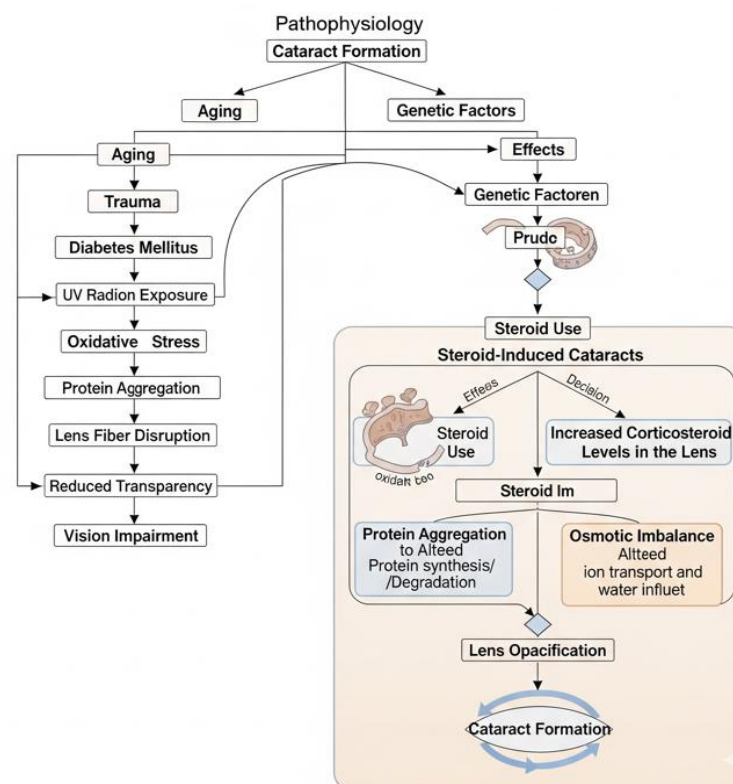 Pathophysiology
Cataract Formation
Aging
Genetic Factors
Aging
Effects
Trauma
Genetic Factoren
Diabetes Mellitus
Prudc
UV Radion Exposure
Oxidative Stress
Protein Aggregation
Lens Fiber Disruption
Reduced Transparency
Vision Impairment
Steroid Use
Steroid-Induced Cataracts
Effees
Decision
Steroid
Use
Increased Corticosteroid
Levels in the Lens
Steroid Im
Protein Aggregation
to Alteed
Protein synthesis/
/Degradation
Osmotic Imbalance
Altteed
ion transport and
water influet
Lens Opacification
Cataract Formation